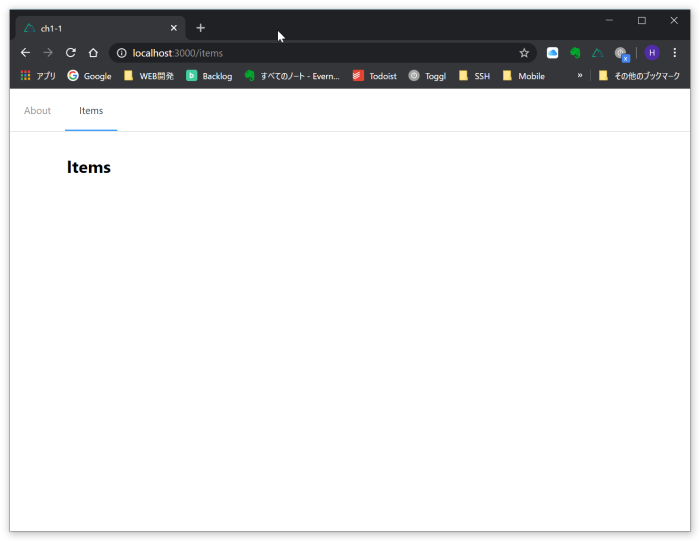 ch1-1
localhost:3000/items
H
アプリ Google WEB開発 b Backlog すべてのノート - Evern... Todoist Toggl SSH Mobile » その他のブックマーク
About Items
Items